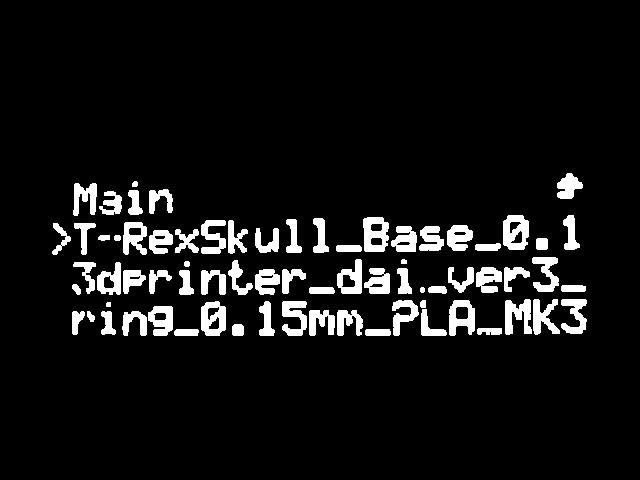 Main
>T-RexSkull_Base_0.1
3dprinter_dai_ver3_
ring_0.15mm_PLA_MK3